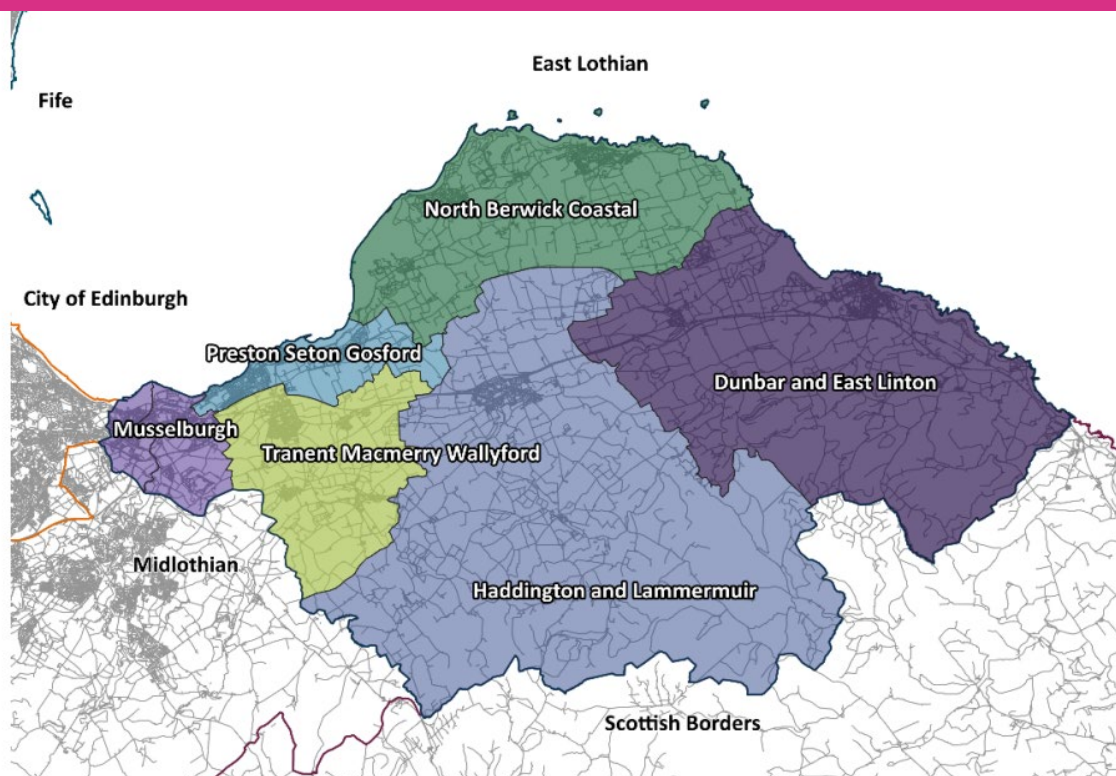 East Lothian
Fife
North Berwick Coastal
City of Edinburgh
Preston Seton Gosford
Dunbar and East Linton
Musselburgh
Tranent Macmerry Wallyford
Midlothian
Haddington and Lammermuir
Scottish Borders